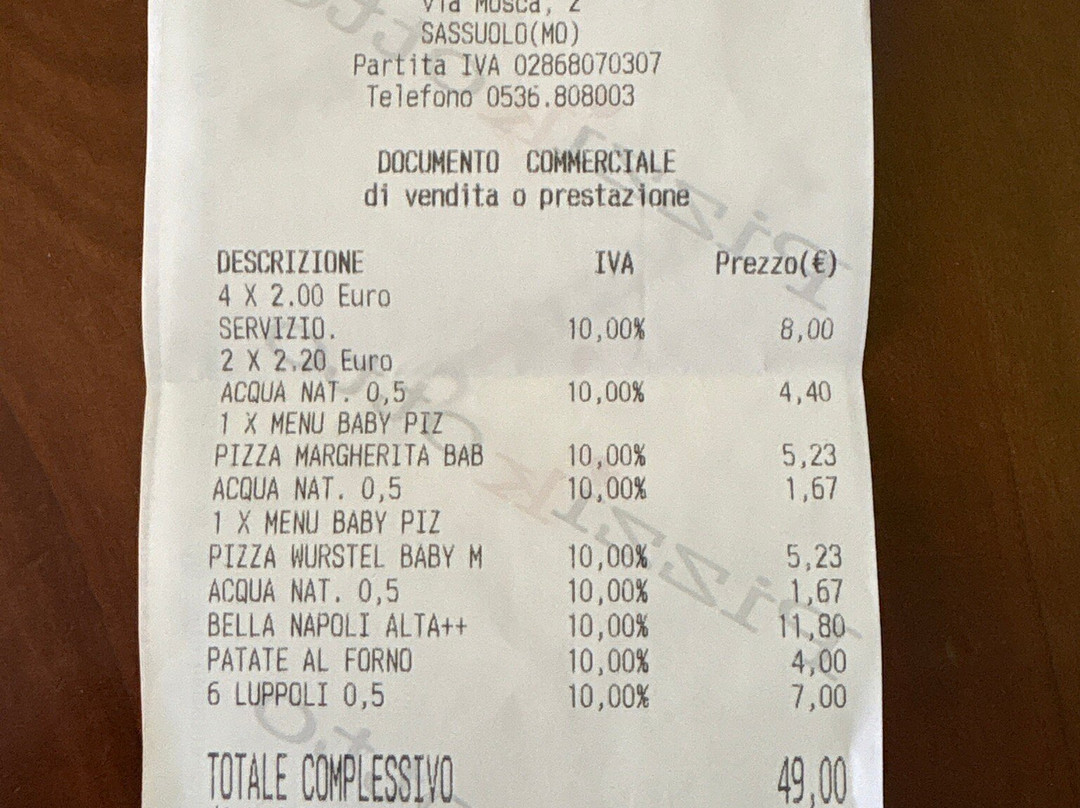 Via Mosca, 2
SASSUOLO(MO)
Partita IVA 02868070307
Telefono 0536.808003
DOCUMENTO COMMERCIALE
di vendita o prestazione
DESCRIZIONE IVA Prezzo(€)
4 X 2.00 Euro
SERVIZIO. 10,00% 8,00
2 X 2.20 Euro
ACQUA NAT. 0,5 10,00% 4,40
1 X MENU BABY PIZ
PIZZA MARGHERITA BAB 10,00% 5,23
ACQUA NAT. 0,5 10,00% 1,67
1 X MENU BABY PIZ
PIZZA WURSTEL BABY M 10,00% 5,23
ACQUA NAT. 0,5 10,00% 1,67
BELLA NAPOLI ALTA++ 10,00% 11,80
PATATE AL FORNO 10,00% 4,00
6 LUPPOLI 0,5 10,00% 7,00
TOTALE COMPLESSIVO 49,00